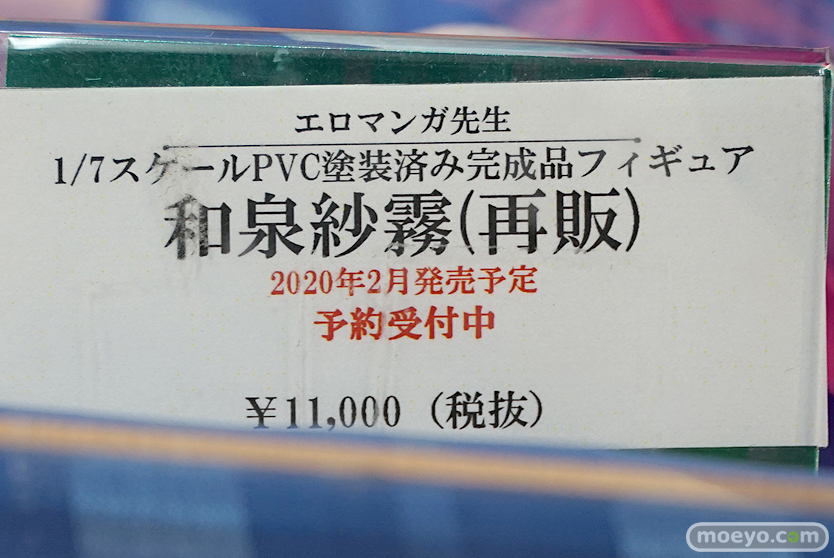 エロマンガ先生
1/7スケールPVC塗装済み完成品フィギュア
和泉紗霧(再販)
2020年2月発売予定
予約受付中
¥11,000 (税抜)
moeyo.com